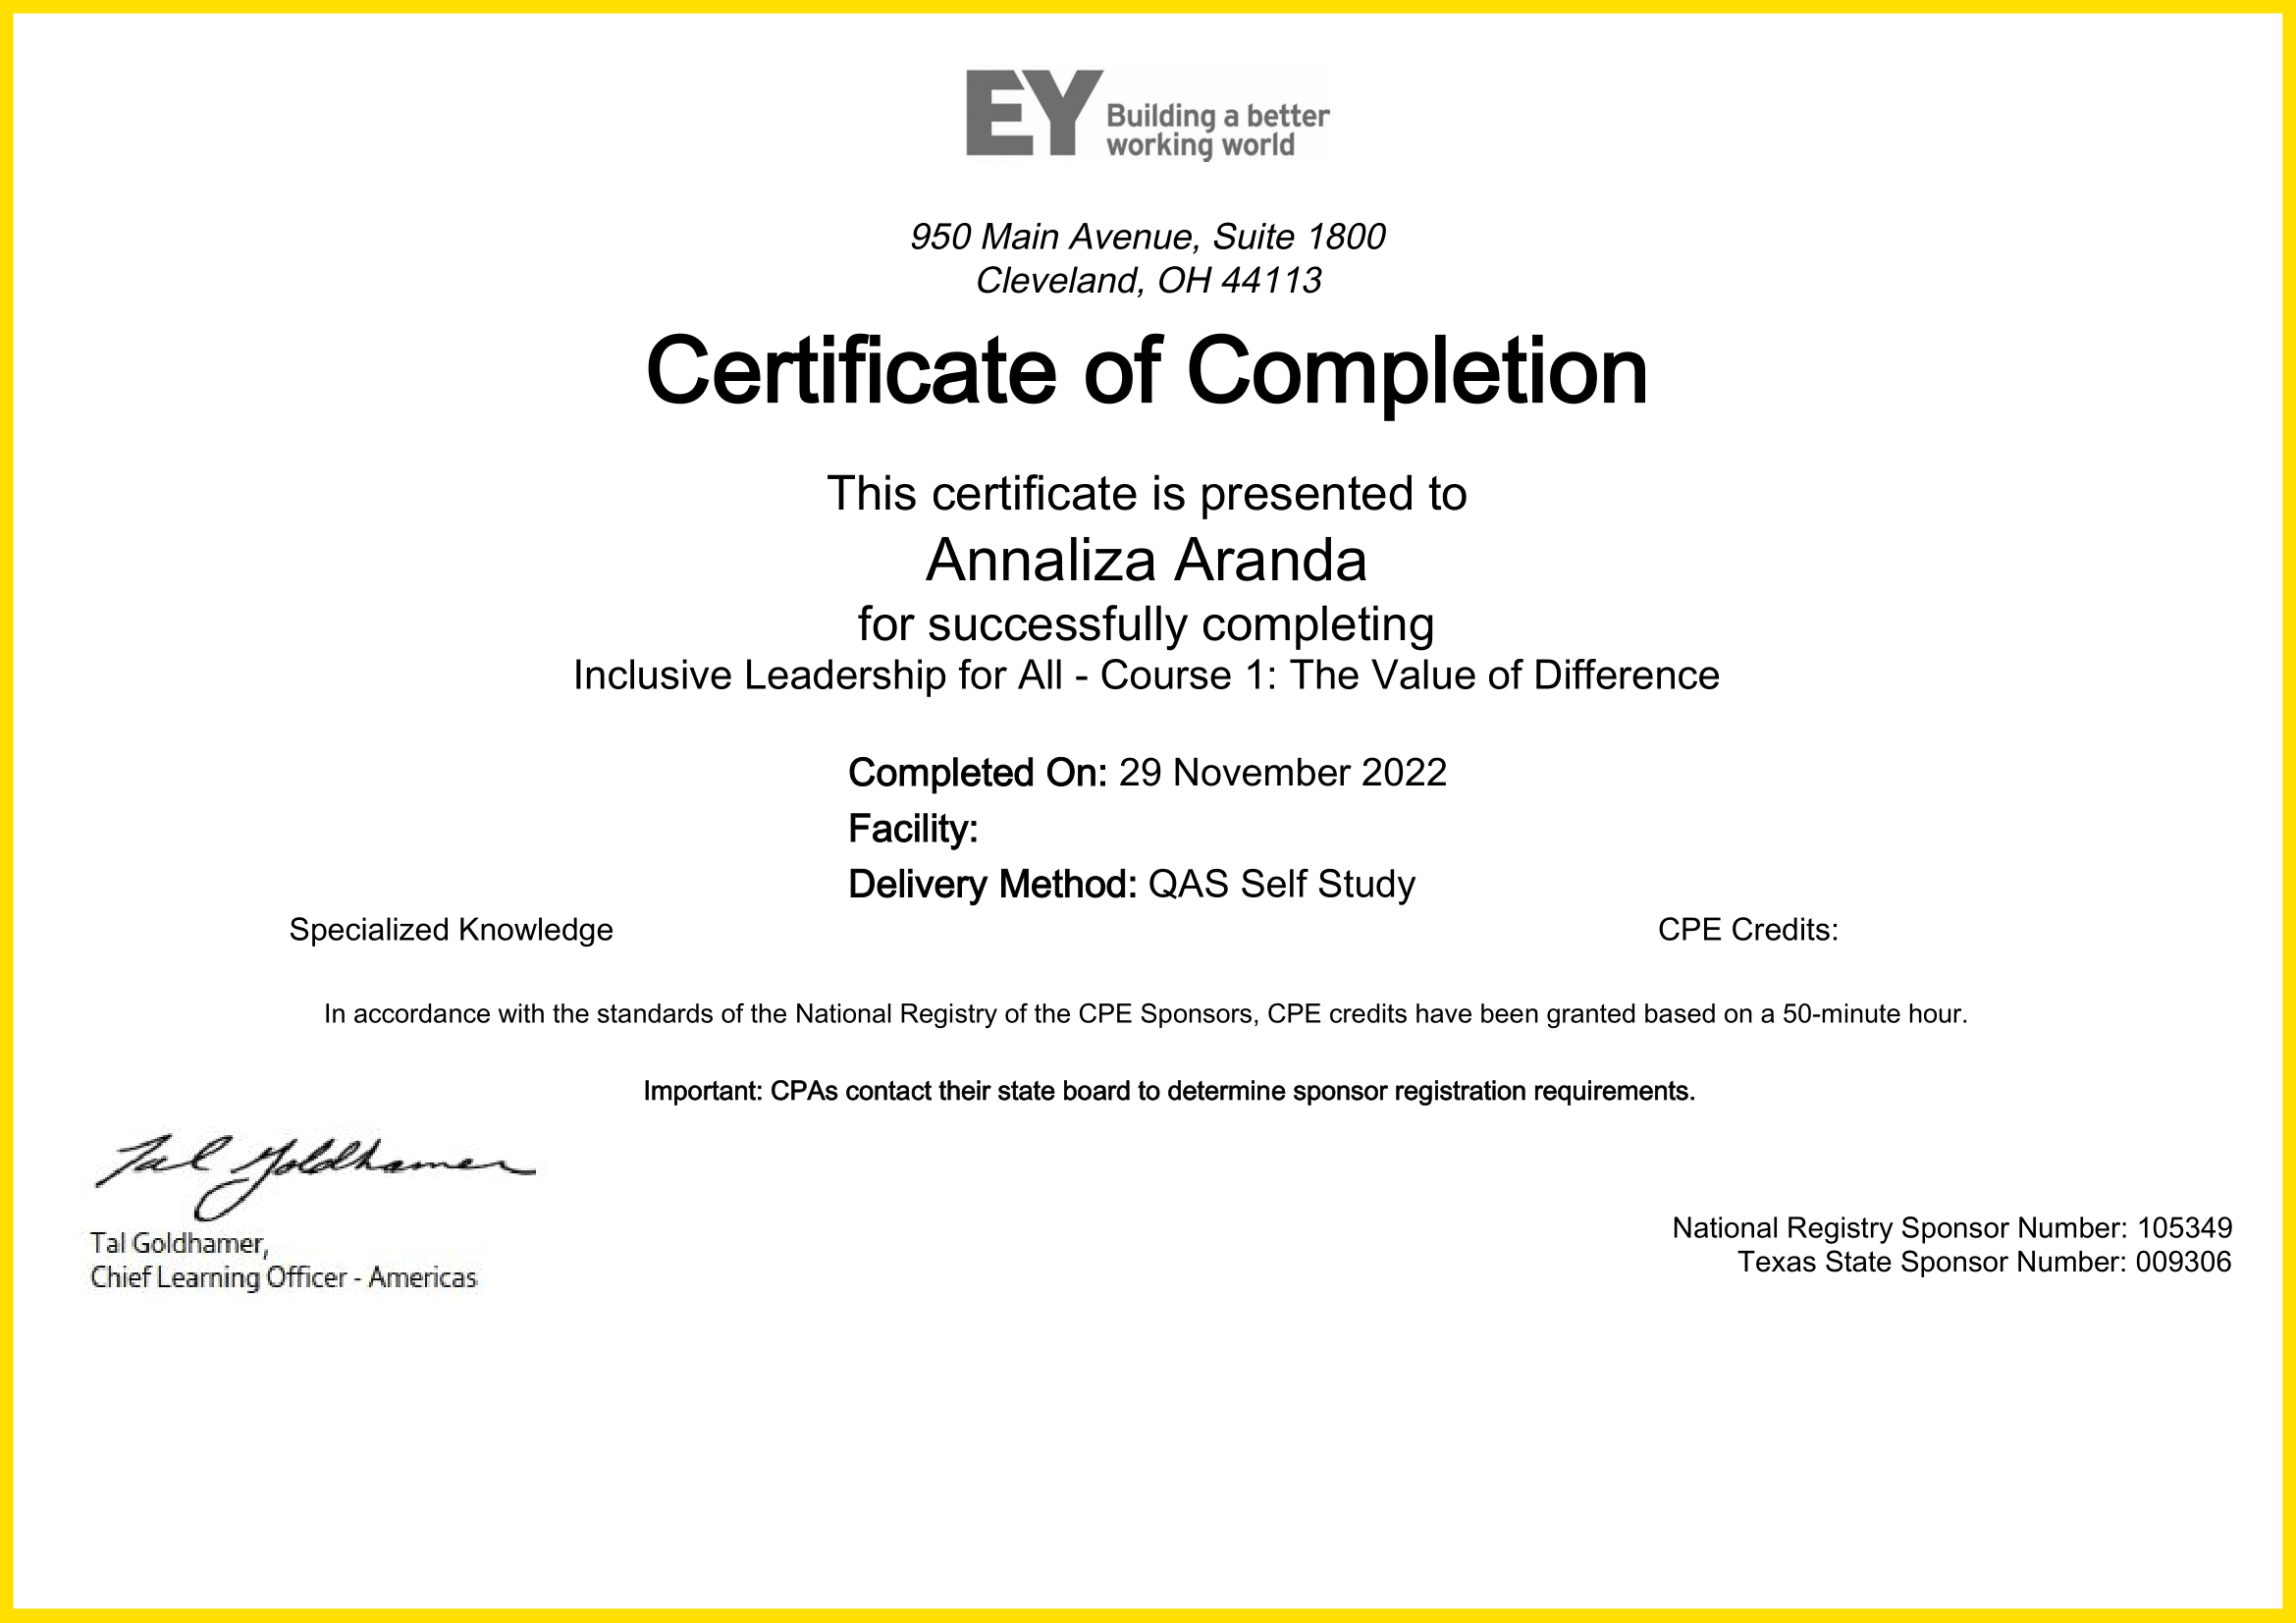 EY Building a better
working world
950 Main Avenue, Suite 1800
Cleveland, OH 44113
Certificate of Completion
This certificate is presented to
Annaliza Aranda
for successfully completing
Inclusive Leadership for All - Course 1: The Value of Difference
Completed On: 29 November 2022
Facility:
Delivery Method: QAS Self Study
Specialized Knowledge CPE Credits:
In accordance with the standards of the National Registry of the CPE Sponsors, CPE credits have been granted based on a 50-minute hour.
Important: CPAs contact their state board to determine sponsor registration requirements.
Tal Goldhamer
Tal Goldhamer,
Chief Learning Officer - Americas
National Registry Sponsor Number: 105349
Texas State Sponsor Number: 009306